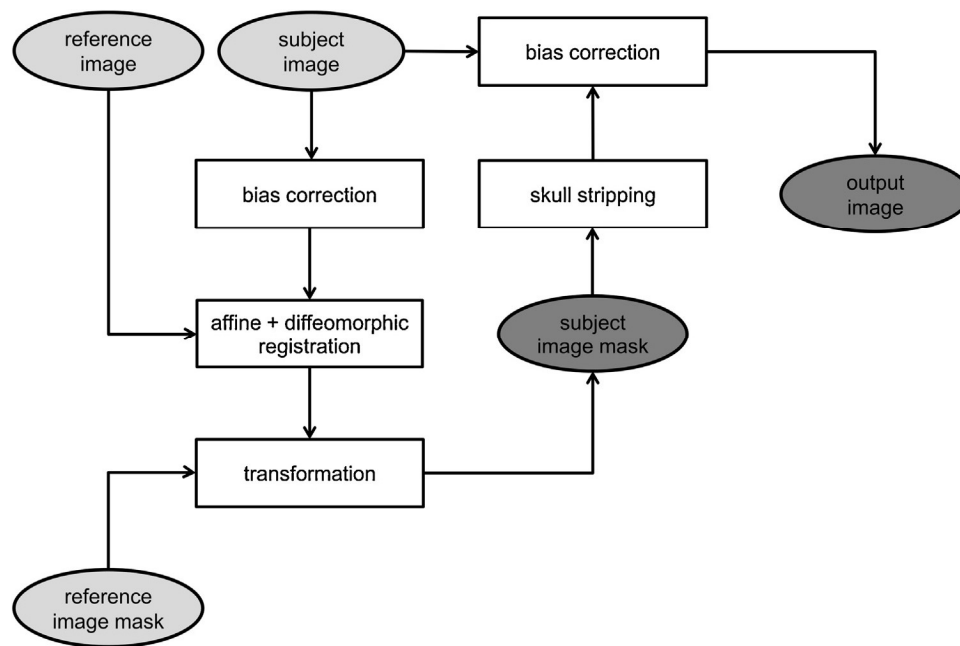 reference
image
subject
image
bias correction
bias correction
skull stripping
output
image
affine + diffeomorphic
registration
subject
image mask
transformation
reference
image mask